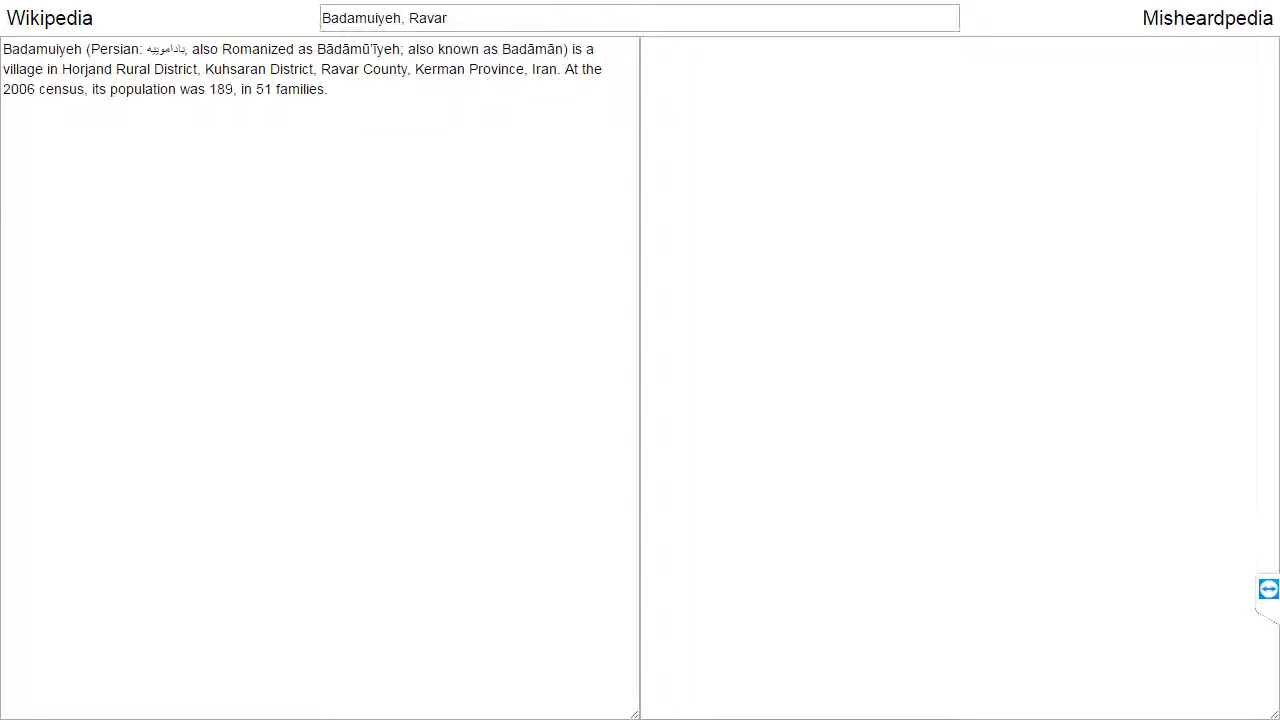 Wikipedia
Badamuiyeh, Ravar
Misheardpedia
Badamuiyeh (Persian: باداموييه, also Romanized as Bādāmū’īyeh; also known as Badāmān) is a
village in Horjand Rural District, Kuhsaran District, Ravar County, Kerman Province, Iran. At the
2006 census, its population was 189, in 51 families.